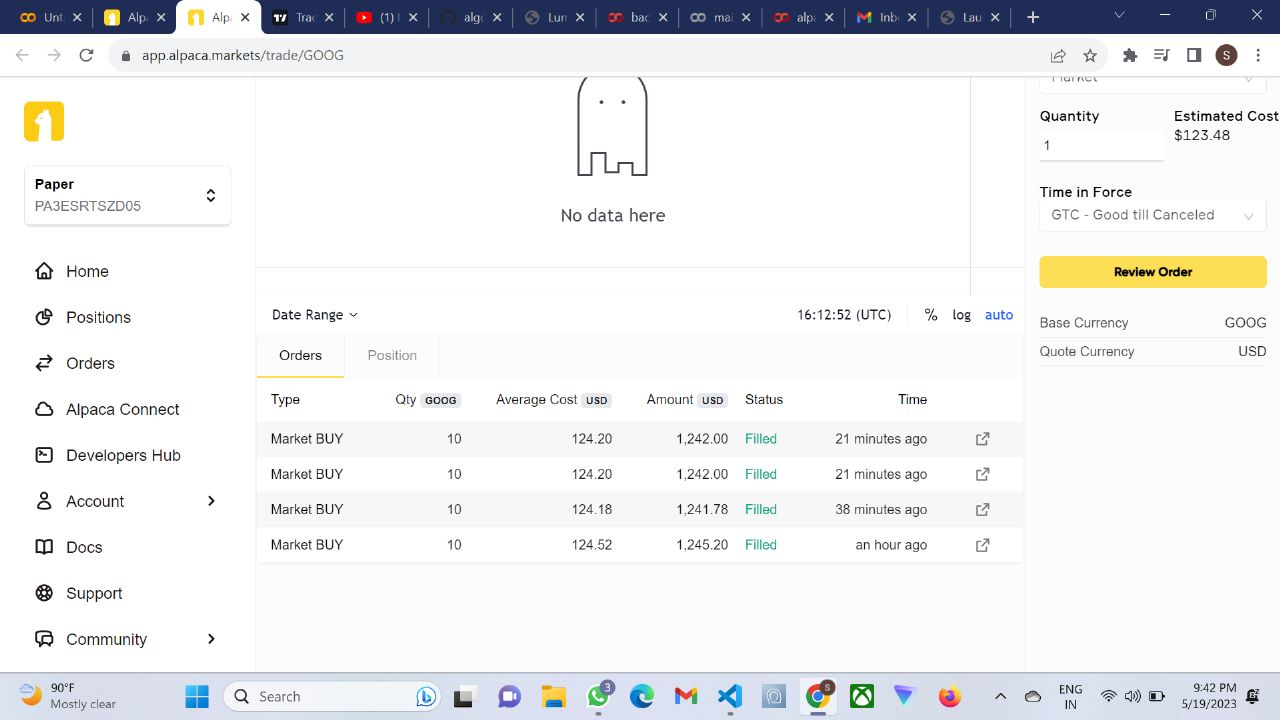 Unt
Alpa
Alpa
Trac
(1)
algo
Lum
bac
mai
alp
Inb
Lau
app.alpaca.markets/trade/GOOG
S
Paper
PA3ESRTSZD05
Home
Positions
Orders
Alpaca Connect
Developers Hub
Account
Docs
Support
Community
No data here
Date Range
16:12:52 (UTC)
%
log
auto
Orders
Position
Type
Qty GOOG
Average Cost USD
Amount USD
Status
Time
Market BUY 10 124.20 1,242.00 Filled 21 minutes ago
Market BUY 10 124.20 1,242.00 Filled 21 minutes ago
Market BUY 10 124.18 1,241.78 Filled 38 minutes ago
Market BUY 10 124.52 1,245.20 Filled an hour ago
Market
Quantity
1
Estimated Cost
$123.48
Time in Force
GTC - Good till Canceled
Review Order
Base Currency GOOG
Quote Currency USD
90°F
Mostly clear
Search
3
S
ENG
IN
9:42 PM
5/19/2023